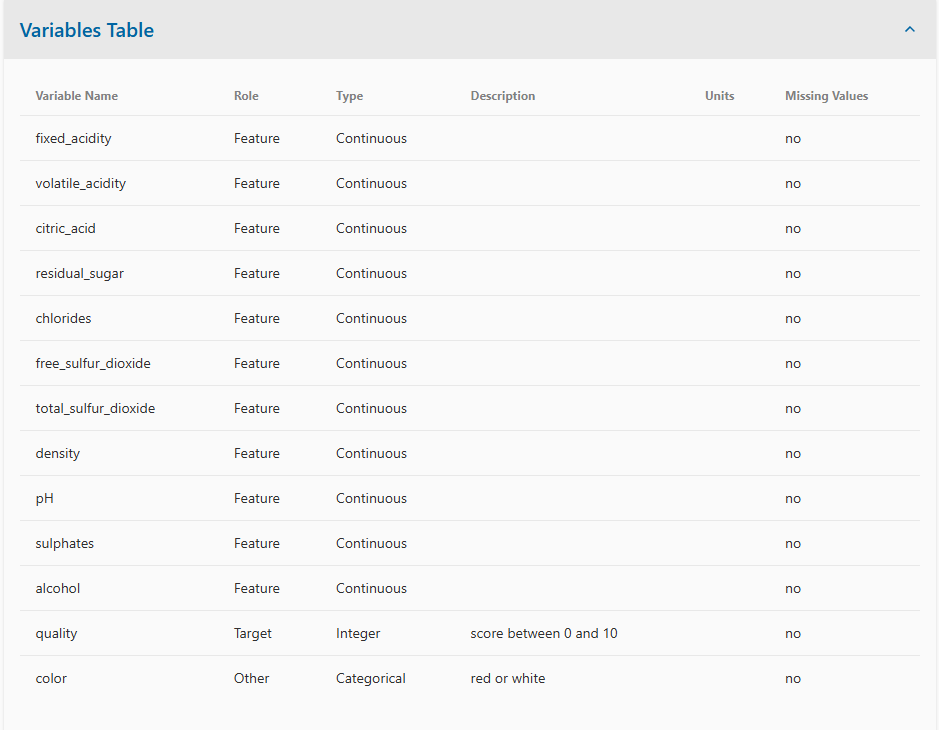 Variables Table
Variable Name Role Type Description Units Missing Values
fixed_acidity Feature Continuous no
volatile_acidity Feature Continuous no
citric_acid Feature Continuous no
residual_sugar Feature Continuous no
chlorides Feature Continuous no
free_sulfur_dioxide Feature Continuous no
total_sulfur_dioxide Feature Continuous no
density Feature Continuous no
pH Feature Continuous no
sulphates Feature Continuous no
alcohol Feature Continuous no
quality Target Integer score between 0 and 10 no
color Other Categorical red or white no